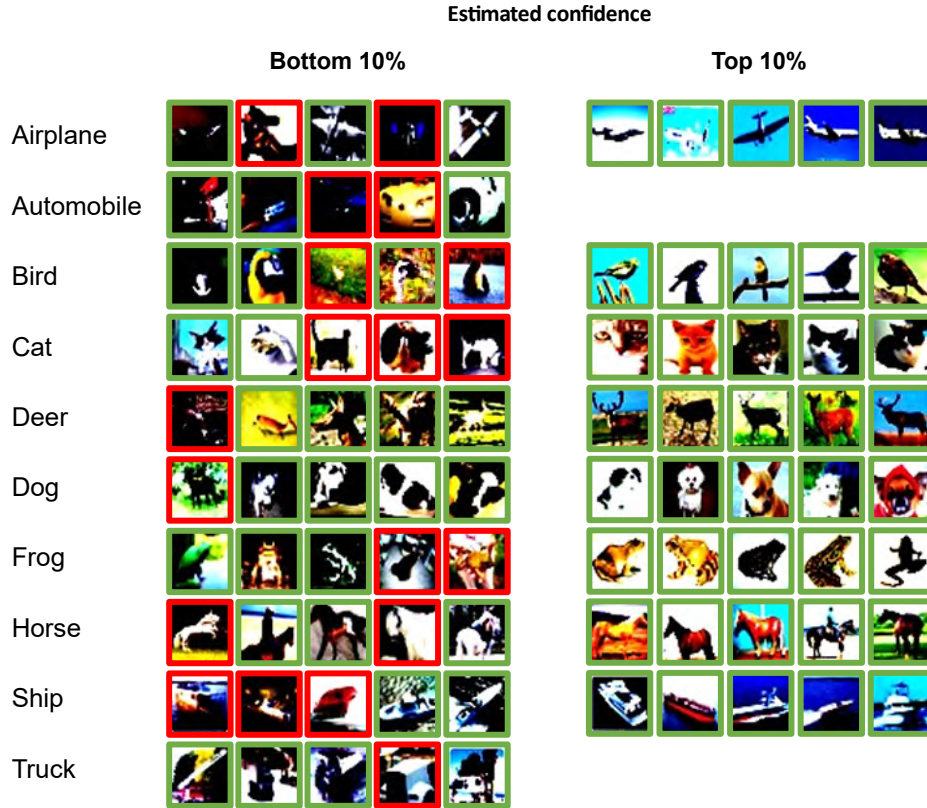 Estimated confidence
Bottom 10% Top 10%
Airplane
Automobile
Bird
Cat
Deer
Dog
Frog
Horse
Ship
Truck